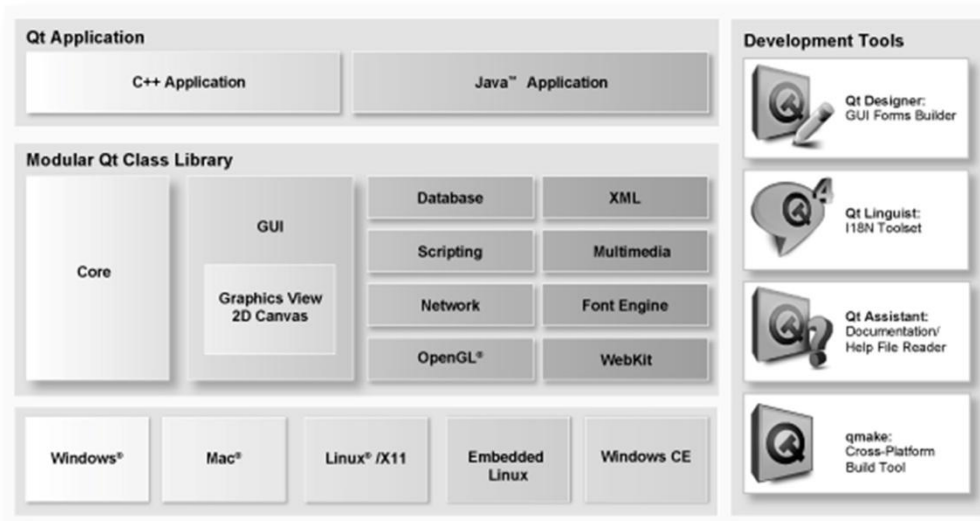 Qt Application
C++ Application
Java™ Application
Modular Qt Class Library
Core
GUI
Graphics View
2D Canvas
Database
XML
Scripting
Multimedia
Network
Font Engine
OpenGL®
WebKit
Windows®
Mac®
Linux® /X11
Embedded
Linux
Windows CE
Development Tools
Qt Designer:
GUI Forms Builder
4
Qt Linguist:
I18N Toolset
Qt Assistant:
Documentation/
Help File Reader
?
qmake:
Cross-Platform
Build Tool